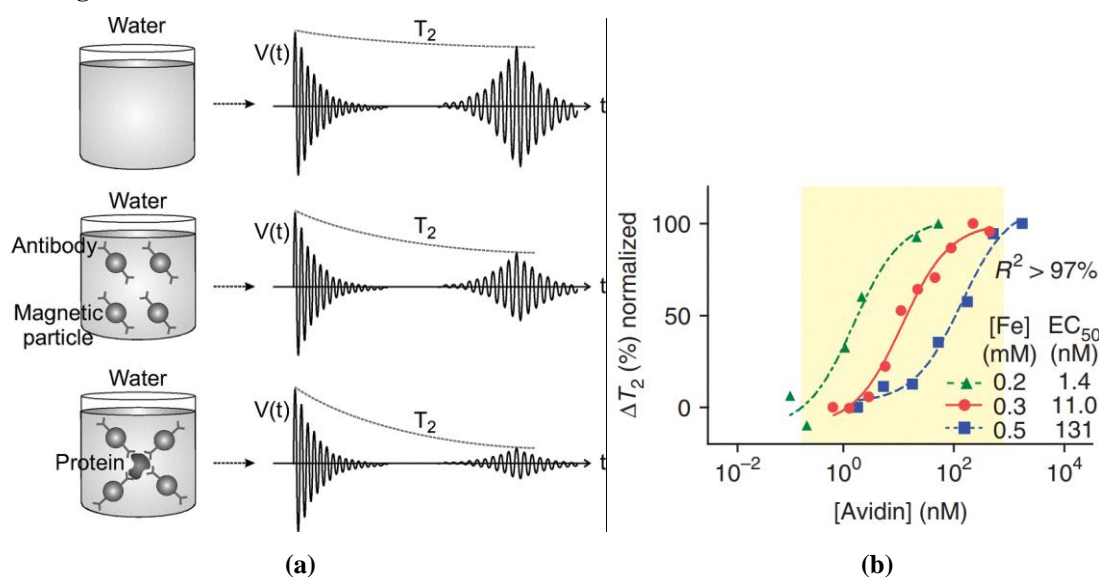 Water
V(t)
T₂
t
Water
Antibody
Magnetic
particle
V(t)
T₂
t
Water
Protein
V(t)
T₂
t
(a)
ΔT₂ (%) normalized
100
50
0
R² > 97%
[Fe] EC₅₀
(mM) (nM)
0.2 1.4
0.3 11.0
0.5 131
10⁻² 10⁰ 10² 10⁴
[Avidin] (nM)
(b)